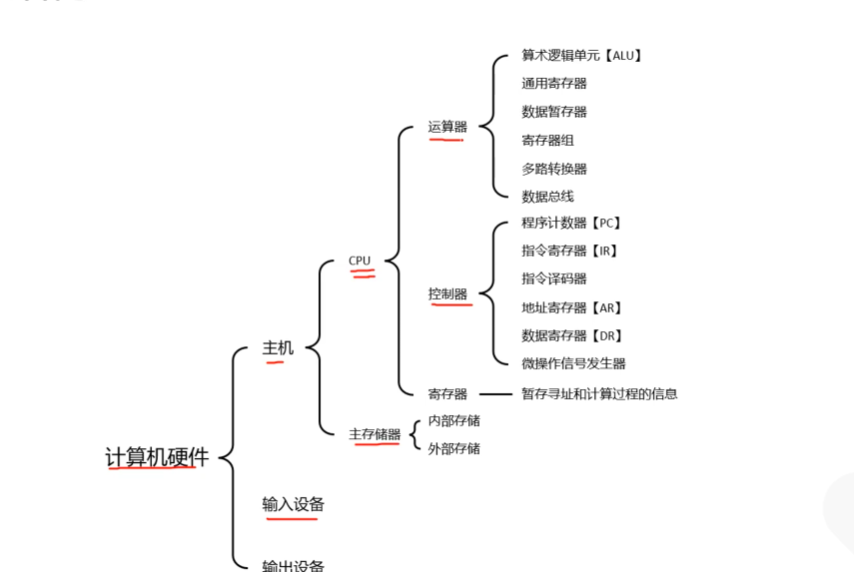 算术逻辑单元【ALU】
通用寄存器
数据暂存器
运算器
寄存器组
多路转换器
数据总线
程序计数器【PC】
指令寄存器【IR】
CPU
指令译码器
控制器
地址寄存器【AR】
数据寄存器【DR】
主机
微操作信号发生器
寄存器 暂存寻址和计算过程的信息
内部存储
主存储器
外部存储
计算机硬件
输入设备
输出设备